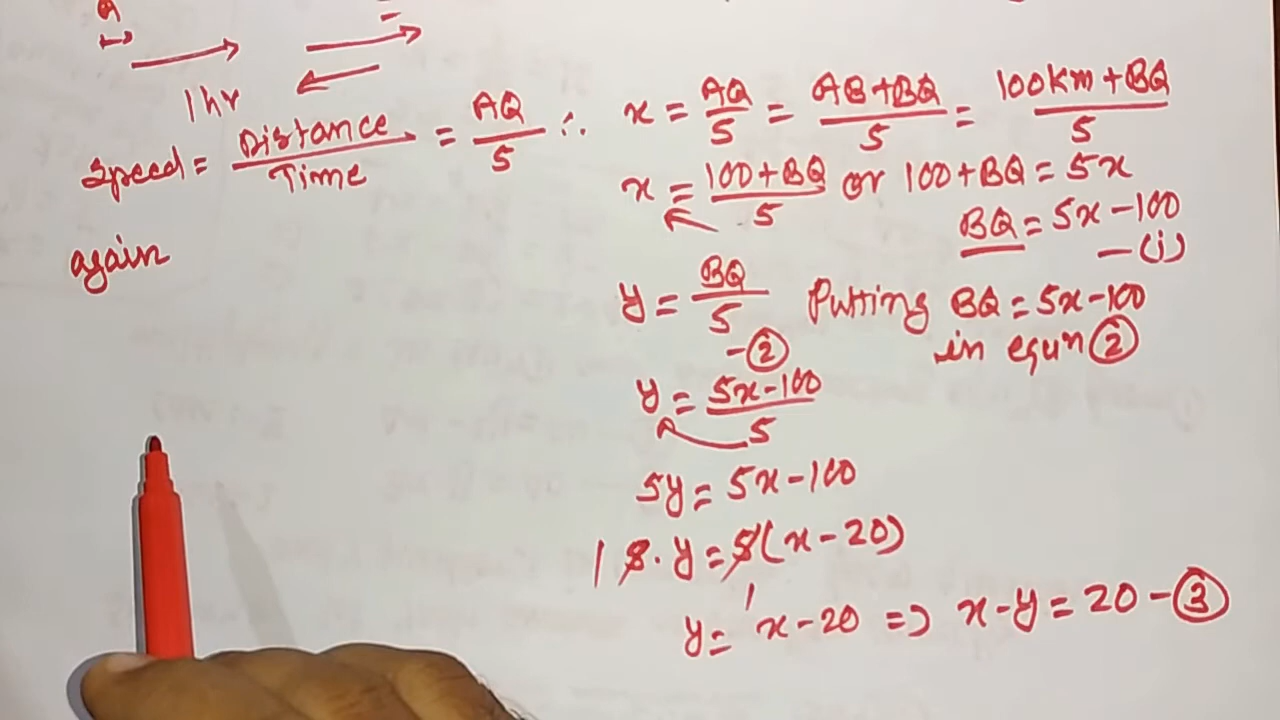 Q
1 hr
Speed = Distance/Time = AQ/5 ∴ x = AQ/5 = AB+BQ/5 = 100km+BQ/5
x = 100+BQ/5 or 100+BQ = 5x
BQ = 5x-100
-(i)
again
y = BQ/5 Putting BQ = 5x-100
-② in equn ②
y = 5x-100/5
5y = 5x-100
1 5. y = 5(x-20)
1
y = x-20 => x-y = 20 -③